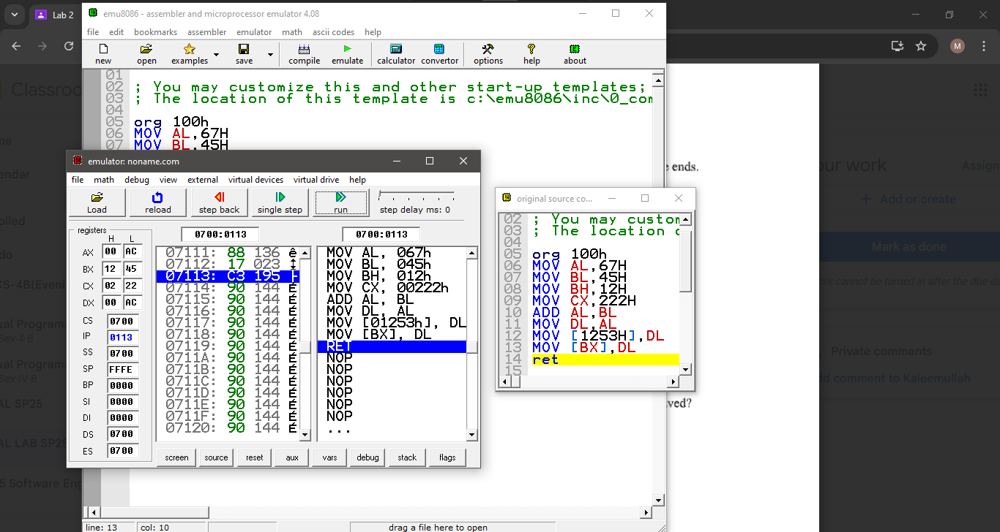 Lab 2
emu8086 - assembler and microprocessor emulator 4.08
file edit bookmarks assembler emulator math ascii codes help
new open examples save compile emulate calculator convertor options help about
M
Classroo
01
02 ; You may customize this and other start-up templates;
03 ; The location of this template is c:\emu8086\inc\0_com
04
05 org 100h
06 MOV AL,67H
07 MOV BL,45H
emulator: noname.com
file math debug view external virtual devices virtual drive help
Load reload step back single step run step delay ms: 0
registers
H L
AX 00 AC
BX 12 45
CX 02 22
DX 00 AC
CS 0700
IP 0113
SS 0700
SP FFFE
BP 0000
SI 0000
DI 0000
DS 0700
ES 0700
0700:0113
07111: 88 136 ê
07112: 17 023 ↨
07113: C3 195 ├
07114: 90 144 É
07115: 90 144 É
07116: 90 144 É
07117: 90 144 É
07118: 90 144 É
07119: 90 144 É
0711A: 90 144 É
0711B: 90 144 É
0711C: 90 144 É
0711D: 90 144 É
0711E: 90 144 É
0711F: 90 144 É
07120: 90 144 É
0700:0113
MOV AL, 067h
MOV BL, 045h
MOV BH, 012h
MOV CX, 00222h
ADD AL, BL
MOV DL, AL
MOV [01253h], DL
MOV [BX], DL
RET
NOP
NOP
NOP
NOP
NOP
NOP
...
screen source reset aux vars debug stack flags
original source co...
02 ; You may custom
03 ; The location o
04
05 org 100h
06 MOV AL,67H
07 MOV BL,45H
08 MOV BH,12H
09 MOV CX,222H
10 ADD AL,BL
11 MOV DL,AL
12 MOV [1253H],DL
13 MOV [BX],DL
14 ret
15
line: 13 col: 10 drag a file here to open
e ends.
ved?
me
endar
olled
do
CS-4B(Eveni
ual Program
Sev-4-B
ual Program
Sev-IV-B
AL SP25
AL LAB SP25
5 Software Eng
our work
Assign
+ Add or create
Mark as done
ork cannot be turned in after the due da
Private comments
dd comment to Kaleemullah